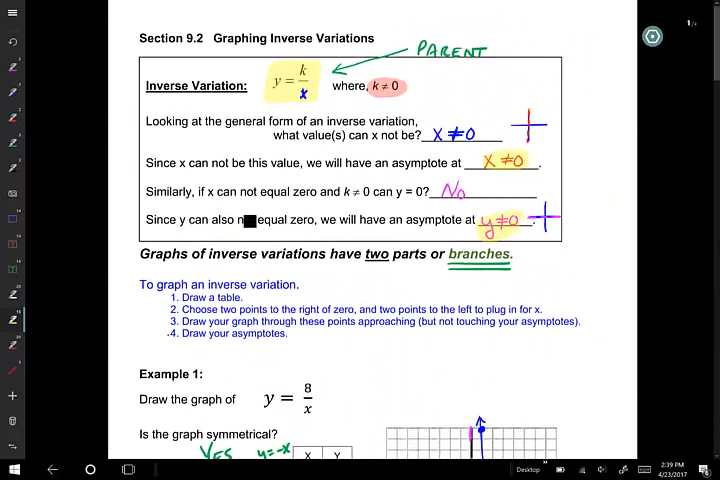 Section 9.2 Graphing Inverse Variations
PARENT
Inverse Variation: y = k/x where, k ≠ 0
Looking at the general form of an inverse variation,
what value(s) can x not be? x ≠ 0
Since x can not be this value, we will have an asymptote at x ≠ 0.
Similarly, if x can not equal zero and k ≠ 0 can y = 0? No
Since y can also equal zero, we will have an asymptote at y ≠ 0.
Graphs of inverse variations have two parts or branches.
To graph an inverse variation.
1. Draw a table.
2. Choose two points to the right of zero, and two points to the left to plug in for x.
3. Draw your graph through these points approaching (but not touching your asymptotes).
4. Draw your asymptotes.
Example 1:
Draw the graph of y = 8/x
Is the graph symmetrical?
YES y=-x X Y
Desktop
2:39 PM
4/23/2017